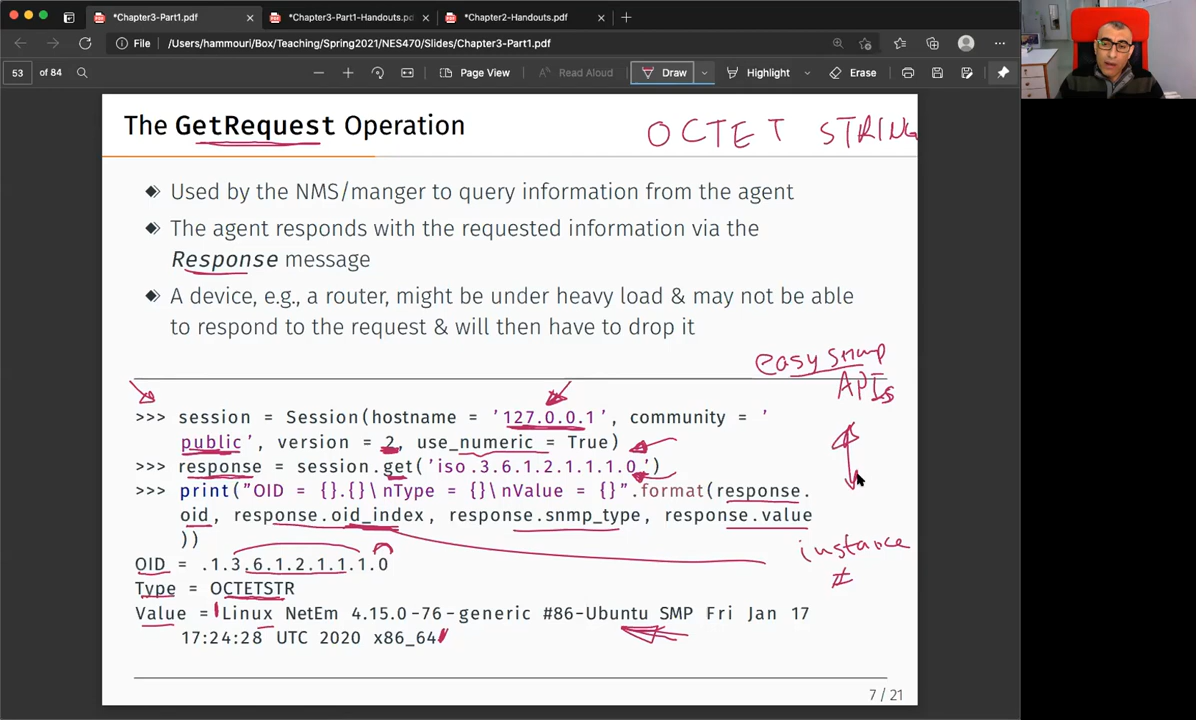 *Chapter3-Part1.pdf
*Chapter3-Part1-Handouts.pd
*Chapter2-Handouts.pdf
File
/Users/hammouri/Box/Teaching/Spring2021/NES470/Slides/Chapter3-Part1.pdf
53 of 84
Page View
Read Aloud
Draw
Highlight
Erase
The GetRequest Operation
OCTET STRING
Used by the NMS/manger to query information from the agent
The agent responds with the requested information via the
Response message
A device, e.g., a router, might be under heavy load & may not be able
to respond to the request & will then have to drop it
easy snmp
APIs
>>> session = Session(hostname = '127.0.0.1', community = '
public', version = 2, use_numeric = True)
>>> response = session.get('iso.3.6.1.2.1.1.1.0')
>>> print("OID = {}.{}\nType = {}\nValue = {}".format(response.
oid, response.oid_index, response.snmp_type, response.value
))
instance
#
OID = .1.3.6.1.2.1.1.1.0
Type = OCTETSTR
Value = Linux NetEm 4.15.0-76-generic #86-Ubuntu SMP Fri Jan 17
17:24:28 UTC 2020 x86_64
7 / 21